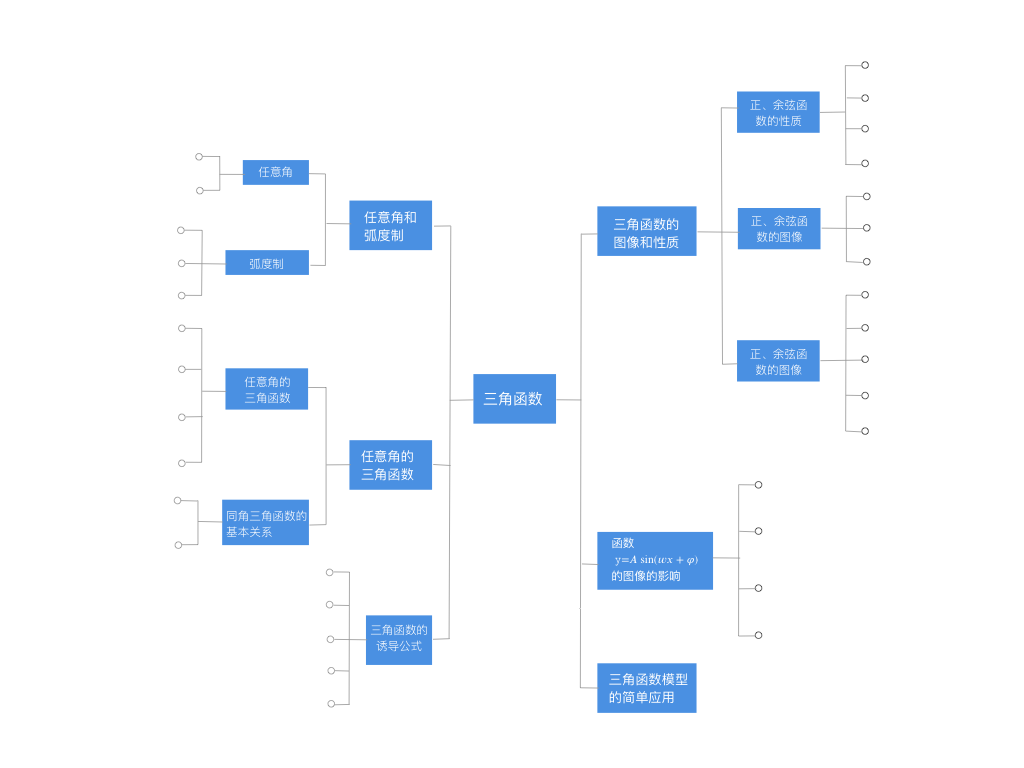 三角函数
任意角和
弧度制
任意角
弧度制
任意角的
三角函数
任意角的
三角函数
同角三角函数的
基本关系
三角函数的
诱导公式
三角函数的
图像和性质
正、余弦函
数的性质
正、余弦函
数的图像
正、余弦函
数的图像
函数
y=A sin(wx + φ)
的图像的影响
三角函数模型
的简单应用